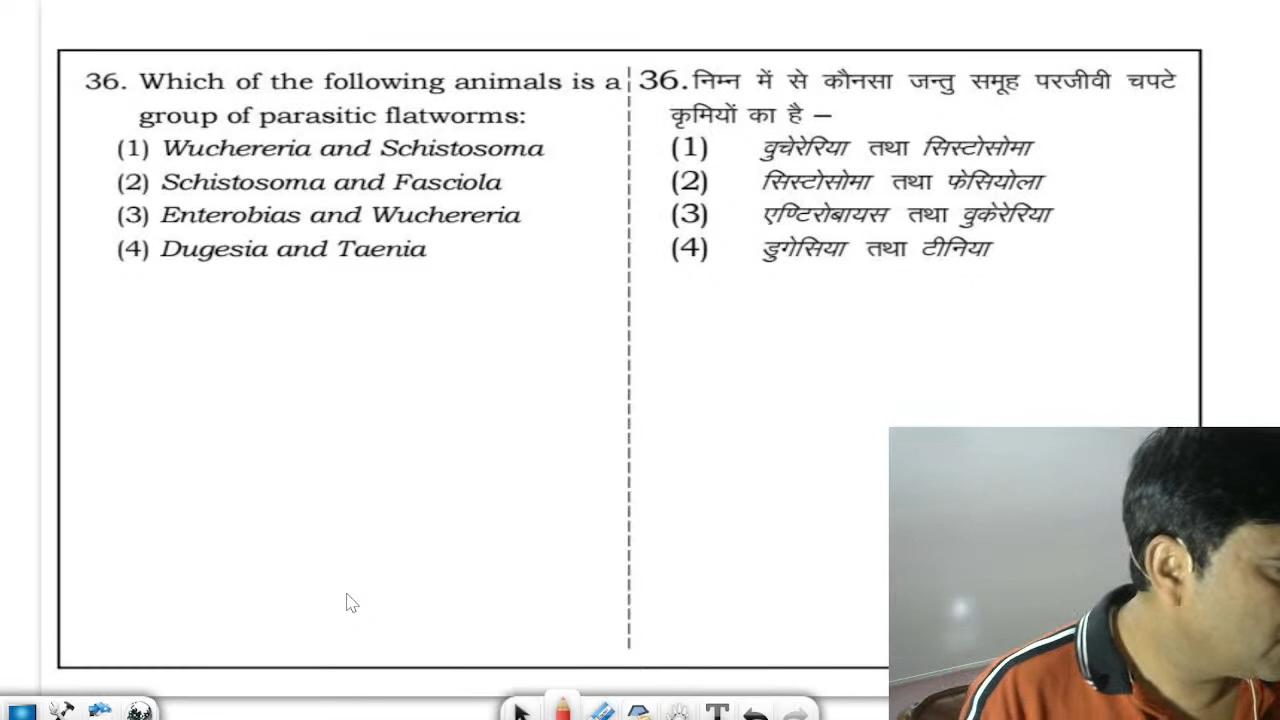 36. Which of the following animals is a
group of parasitic flatworms:
(1) Wuchereria and Schistosoma
(2) Schistosoma and Fasciola
(3) Enterobias and Wuchereria
(4) Dugesia and Taenia
36. निम्न में से कौनसा जन्तु समूह परजीवी चपटे
कृमियों का है –
(1) वुचेरेरिया तथा सिस्टोसोमा
(2) सिस्टोसोमा तथा फेसियोला
(3) एण्टिरोबायस तथा वुकेरेरिया
(4) डुगेसिया तथा टीनिया
T